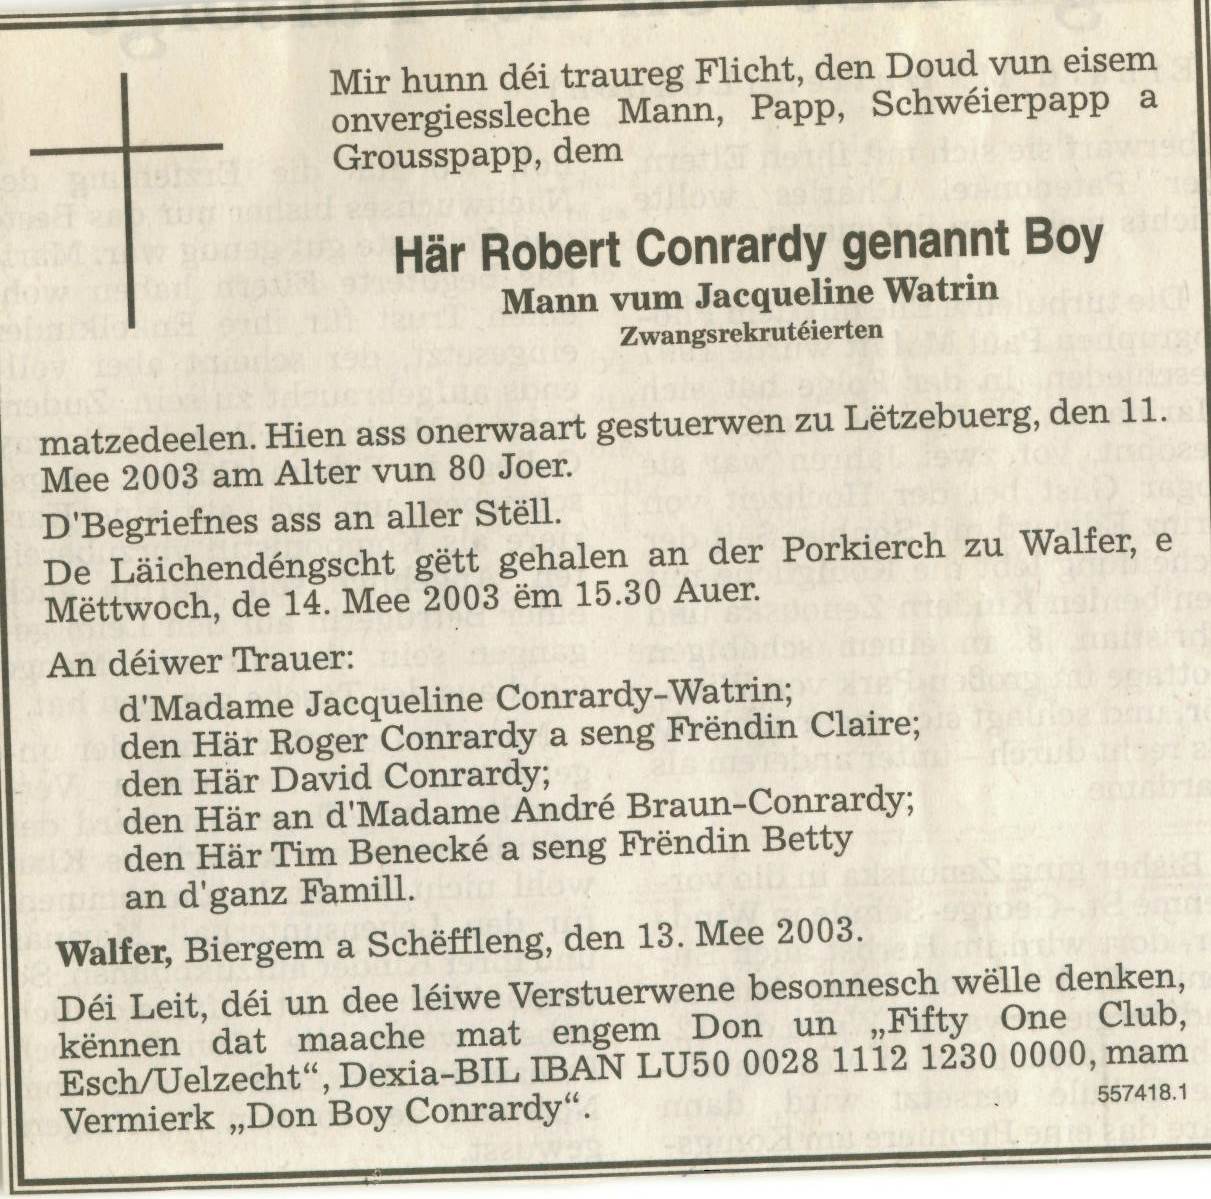 Mir hunn déi traureg Flicht, den Doud vun eisem
onvergiessleche Mann, Papp, Schwéierpapp a
Grousspapp, dem
Här Robert Conrardy genannt Boy
Mann vum Jacqueline Watrin
Zwangsrekrutéierten
matzedeelen. Hien ass onerwaart gestuerwen zu Lëtzebuerg, den 11.
Mee 2003 am Alter vun 80 Joer.
D'Begriefnes ass an aller Stëll.
De Läichendéngscht gëtt gehalen an der Porkierch zu Walfer, e
Mëttwoch, de 14. Mee 2003 ëm 15.30 Auer.
An déiwer Trauer:
d'Madame Jacqueline Conrardy-Watrin;
den Här Roger Conrardy a seng Frëndin Claire;
den Här David Conrardy;
den Här an d'Madame André Braun-Conrardy;
den Här Tim Benecké a seng Frëndin Betty
an d'ganz Famill.
Walfer, Biergem a Schëffleng, den 13. Mee 2003.
Déi Leit, déi un dee léiwe Verstuerwene besonnesch wëlle denken,
kënnen dat maache mat engem Don un „Fifty One Club,
Esch/Uelzecht“, Dexia-BIL IBAN LU50 0028 1112 1230 0000, mam
Vermierk „Don Boy Conrardy“.
557418.1